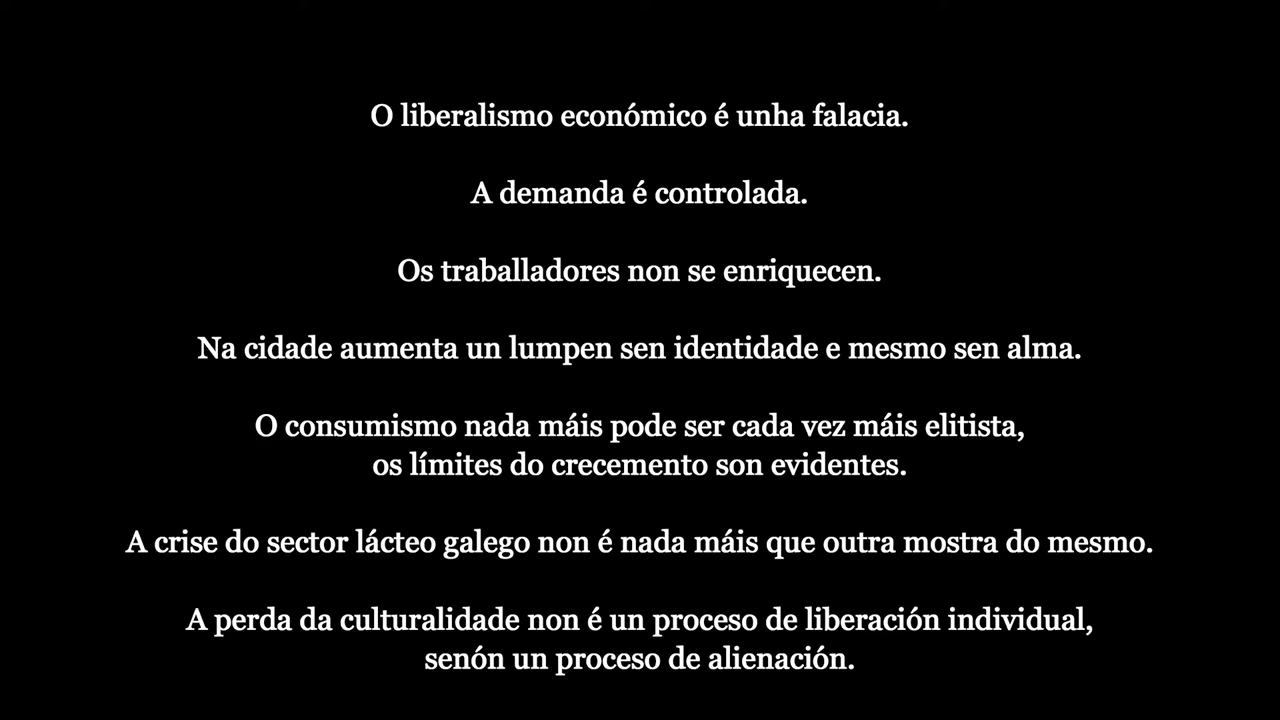 O liberalismo económico é unha falacia.
A demanda é controlada.
Os traballadores non se enriquecen.
Na cidade aumenta un lumpen sen identidade e mesmo sen alma.
O consumismo nada máis pode ser cada vez máis elitista,
os límites do crecemento son evidentes.
A crise do sector lácteo galego non é nada máis que outra mostra do mesmo.
A perda da culturalidade non é un proceso de liberación individual,
senón un proceso de alienación.